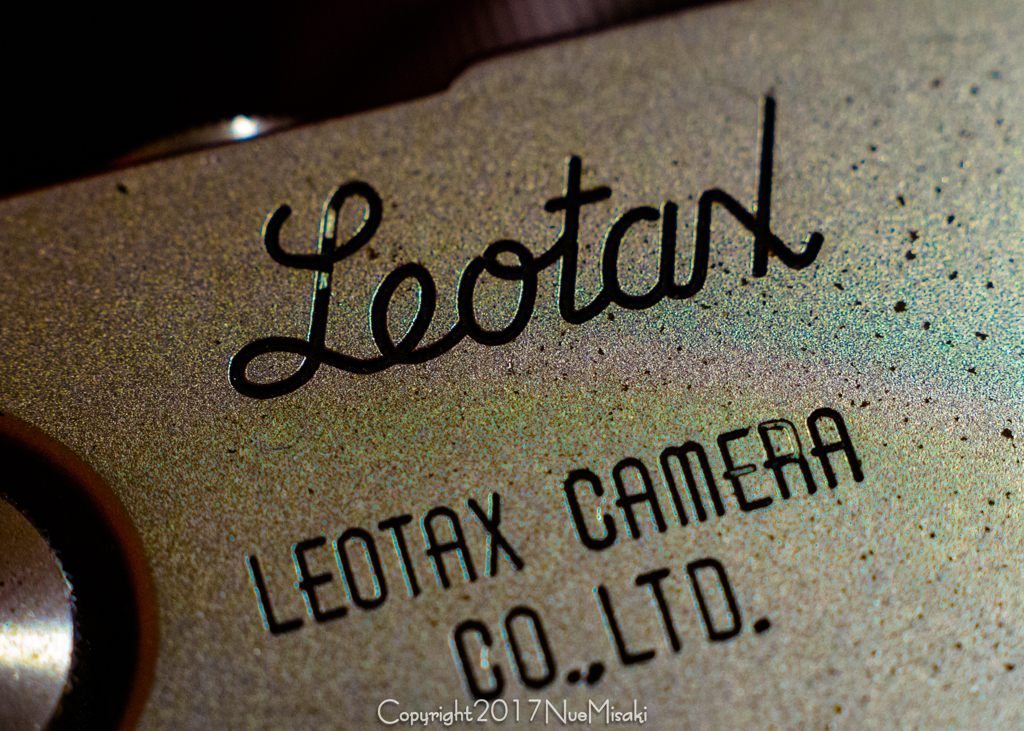 Leotax
LEOTAX CAMERA
CO.,LTD.
Copyright2017NueMisaki